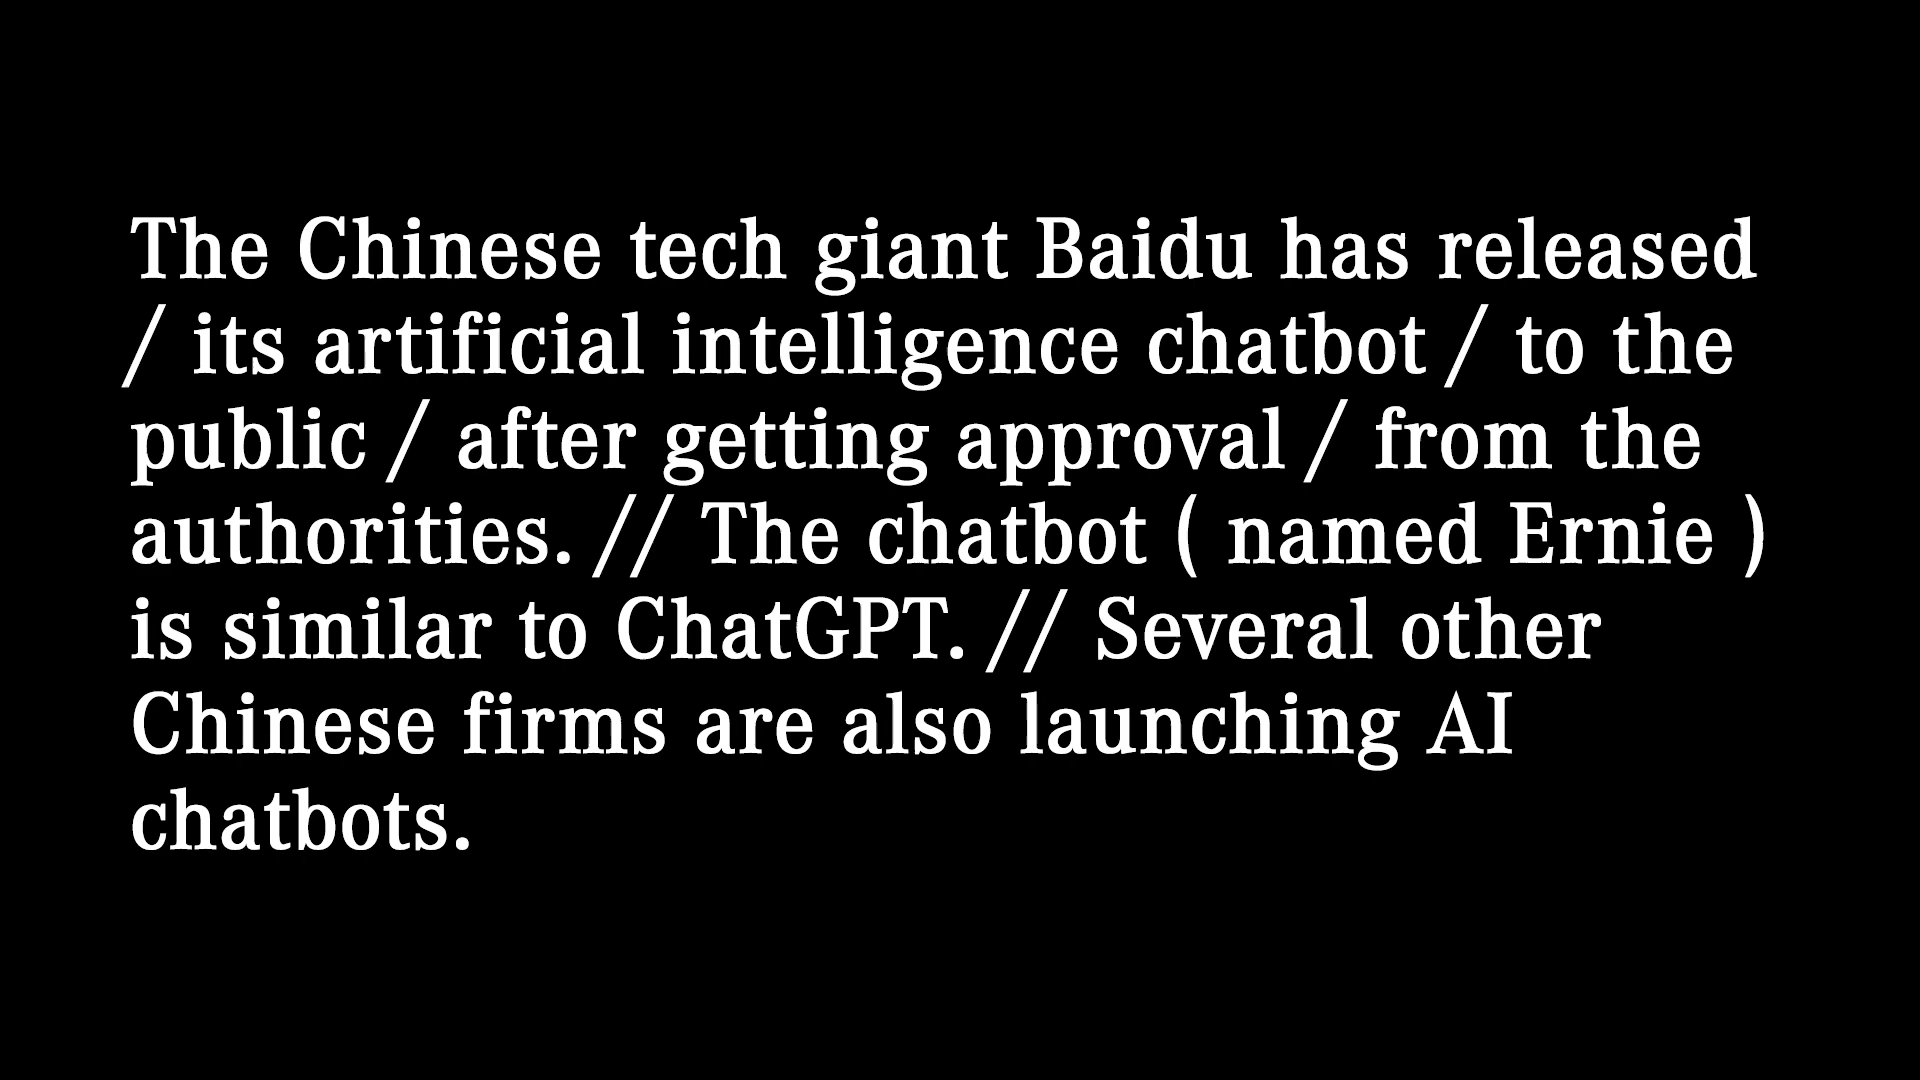 The Chinese tech giant Baidu has released
/ its artificial intelligence chatbot / to the
public / after getting approval / from the
authorities. // The chatbot ( named Ernie )
is similar to ChatGPT. // Several other
Chinese firms are also launching AI
chatbots.